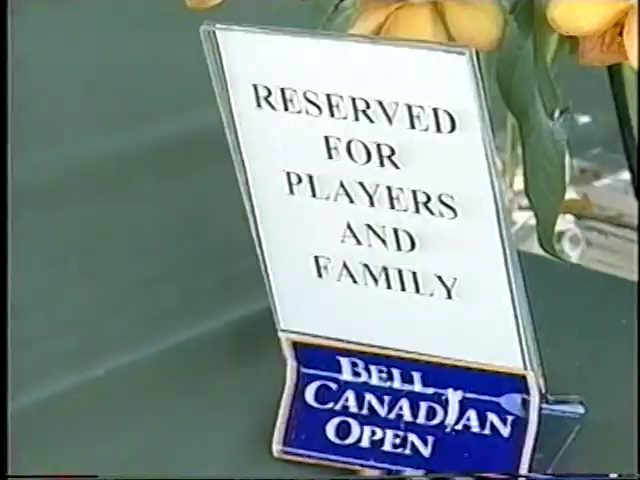 RESERVED
FOR
PLAYERS
AND
FAMILY
BELL
CANADIAN
OPEN